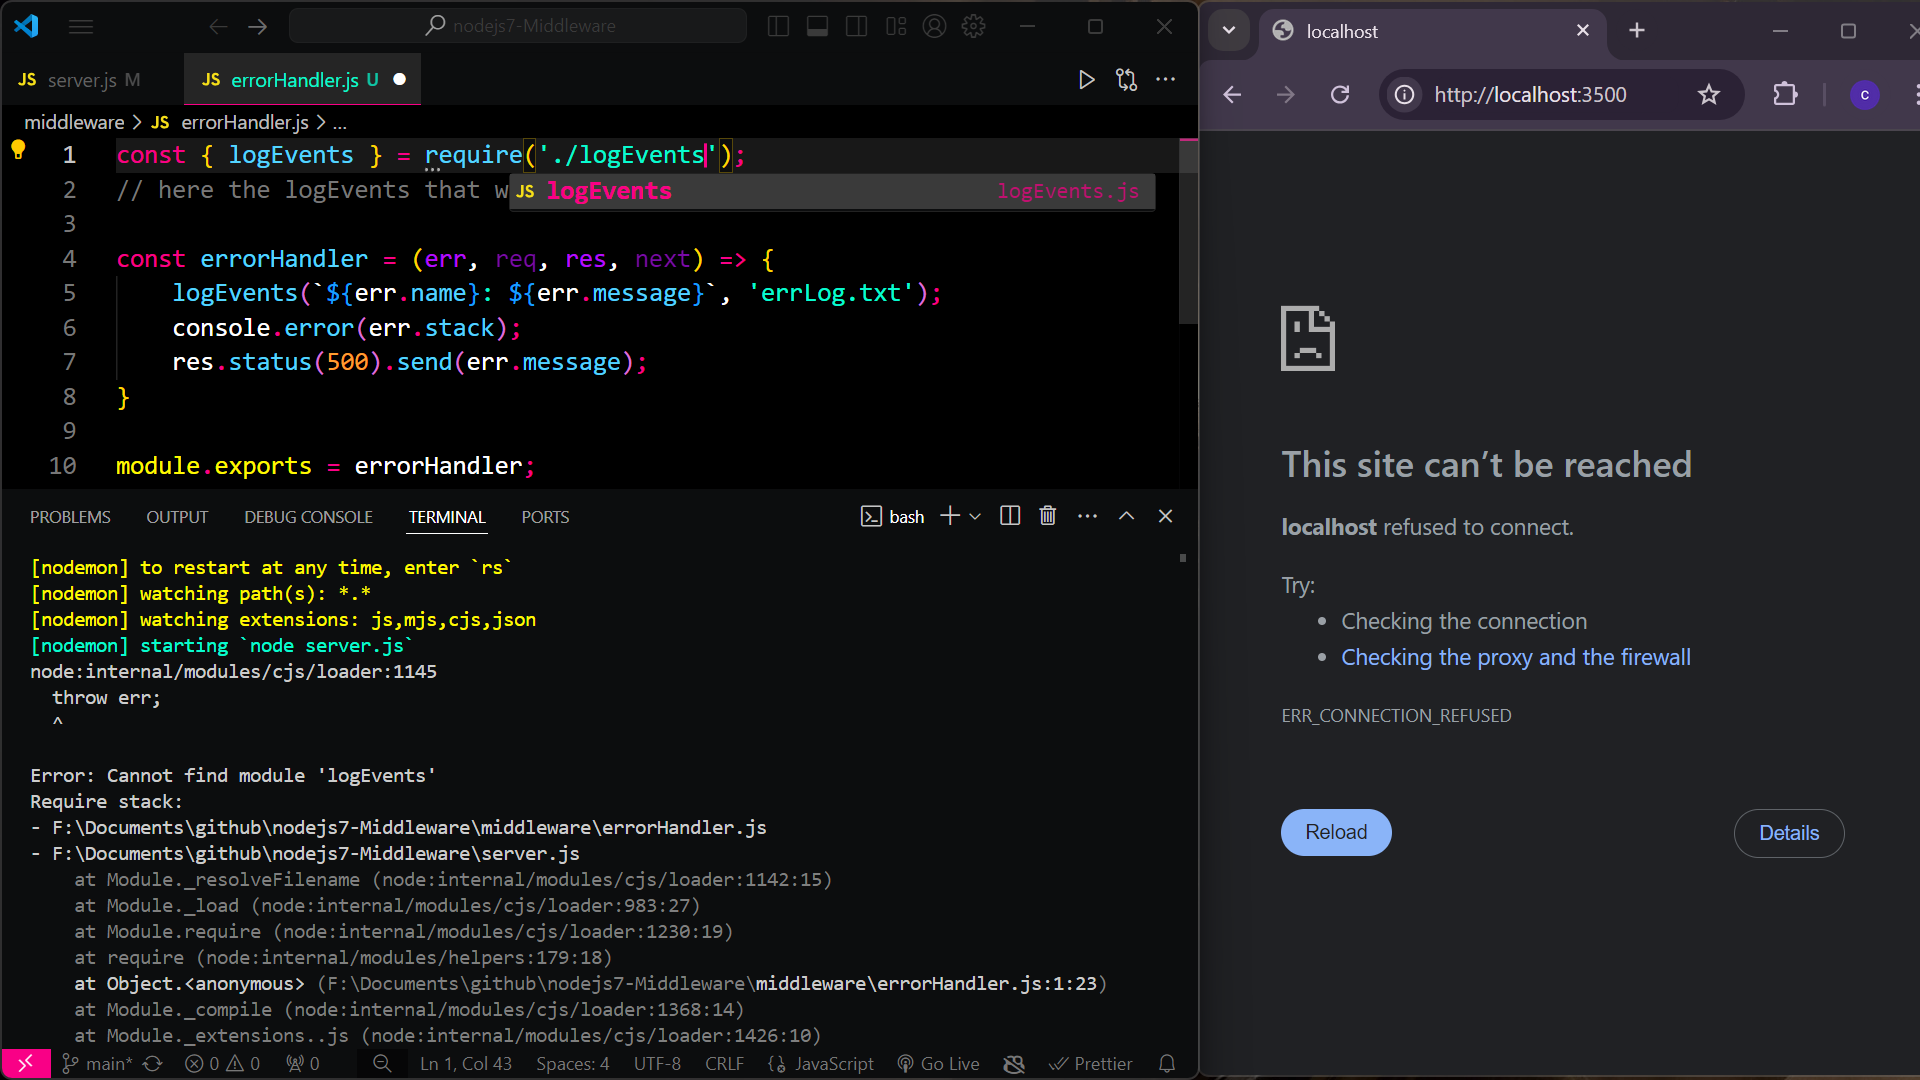 nodejs7-Middleware
JS server.js M
JS errorHandler.js U
middleware > JS errorHandler.js > ...
1 const { logEvents } = require('./logEvents');
2 // here the logEvents that w
JS logEvents logEvents.js
3
4 const errorHandler = (err, req, res, next) => {
5 logEvents(`${err.name}: ${err.message}`, 'errLog.txt');
6 console.error(err.stack);
7 res.status(500).send(err.message);
8 }
9
10 module.exports = errorHandler;
PROBLEMS OUTPUT DEBUG CONSOLE TERMINAL PORTS
bash
[nodemon] to restart at any time, enter `rs`
[nodemon] watching path(s): *.*
[nodemon] watching extensions: js,mjs,cjs,json
[nodemon] starting `node server.js`
node:internal/modules/cjs/loader:1145
throw err;
^
Error: Cannot find module 'logEvents'
Require stack:
- F:\Documents\github\nodejs7-Middleware\middleware\errorHandler.js
- F:\Documents\github\nodejs7-Middleware\server.js
at Module._resolveFilename (node:internal/modules/cjs/loader:1142:15)
at Module._load (node:internal/modules/cjs/loader:983:27)
at Module.require (node:internal/modules/cjs/loader:1230:19)
at require (node:internal/modules/helpers:179:18)
at Object.<anonymous> (F:\Documents\github\nodejs7-Middleware\middleware\errorHandler.js:1:23)
at Module._compile (node:internal/modules/cjs/loader:1368:14)
at Module._extensions..js (node:internal/modules/cjs/loader:1426:10)
main* 0 0 0 Ln 1, Col 43 Spaces: 4 UTF-8 CRLF {} JavaScript Go Live Prettier
localhost
http://localhost:3500
c
This site can’t be reached
localhost refused to connect.
Try:
• Checking the connection
• Checking the proxy and the firewall
ERR_CONNECTION_REFUSED
Reload
Details